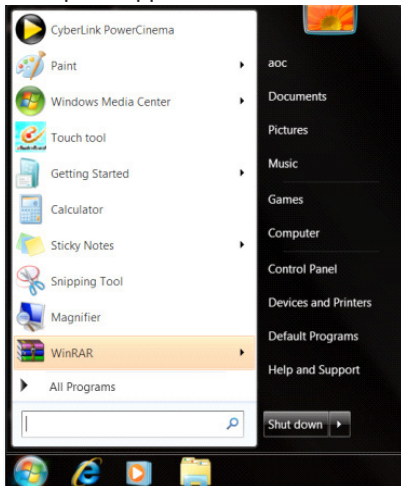 CyberLink PowerCinema
Paint
Windows Media Center
Touch tool
Getting Started
Calculator
Sticky Notes
Snipping Tool
Magnifier
WinRAR
All Programs
aoc
Documents
Pictures
Music
Games
Computer
Control Panel
Devices and Printers
Default Programs
Help and Support
Shut down